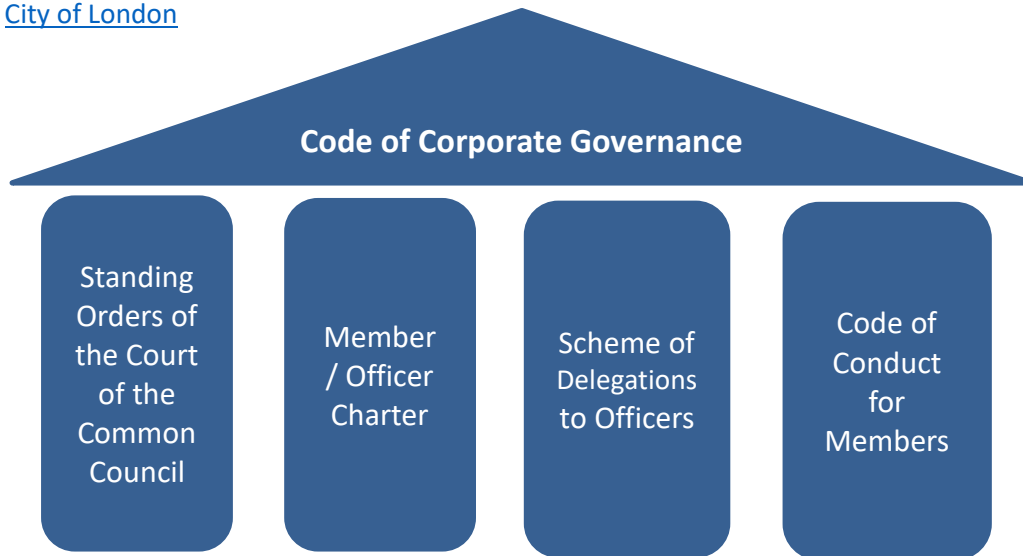 City of London
Code of Corporate Governance
Standing
Orders of
the Court
of the
Common
Council
Member
/ Officer
Charter
Scheme of
Delegations
to Officers
Code of
Conduct
for
Members